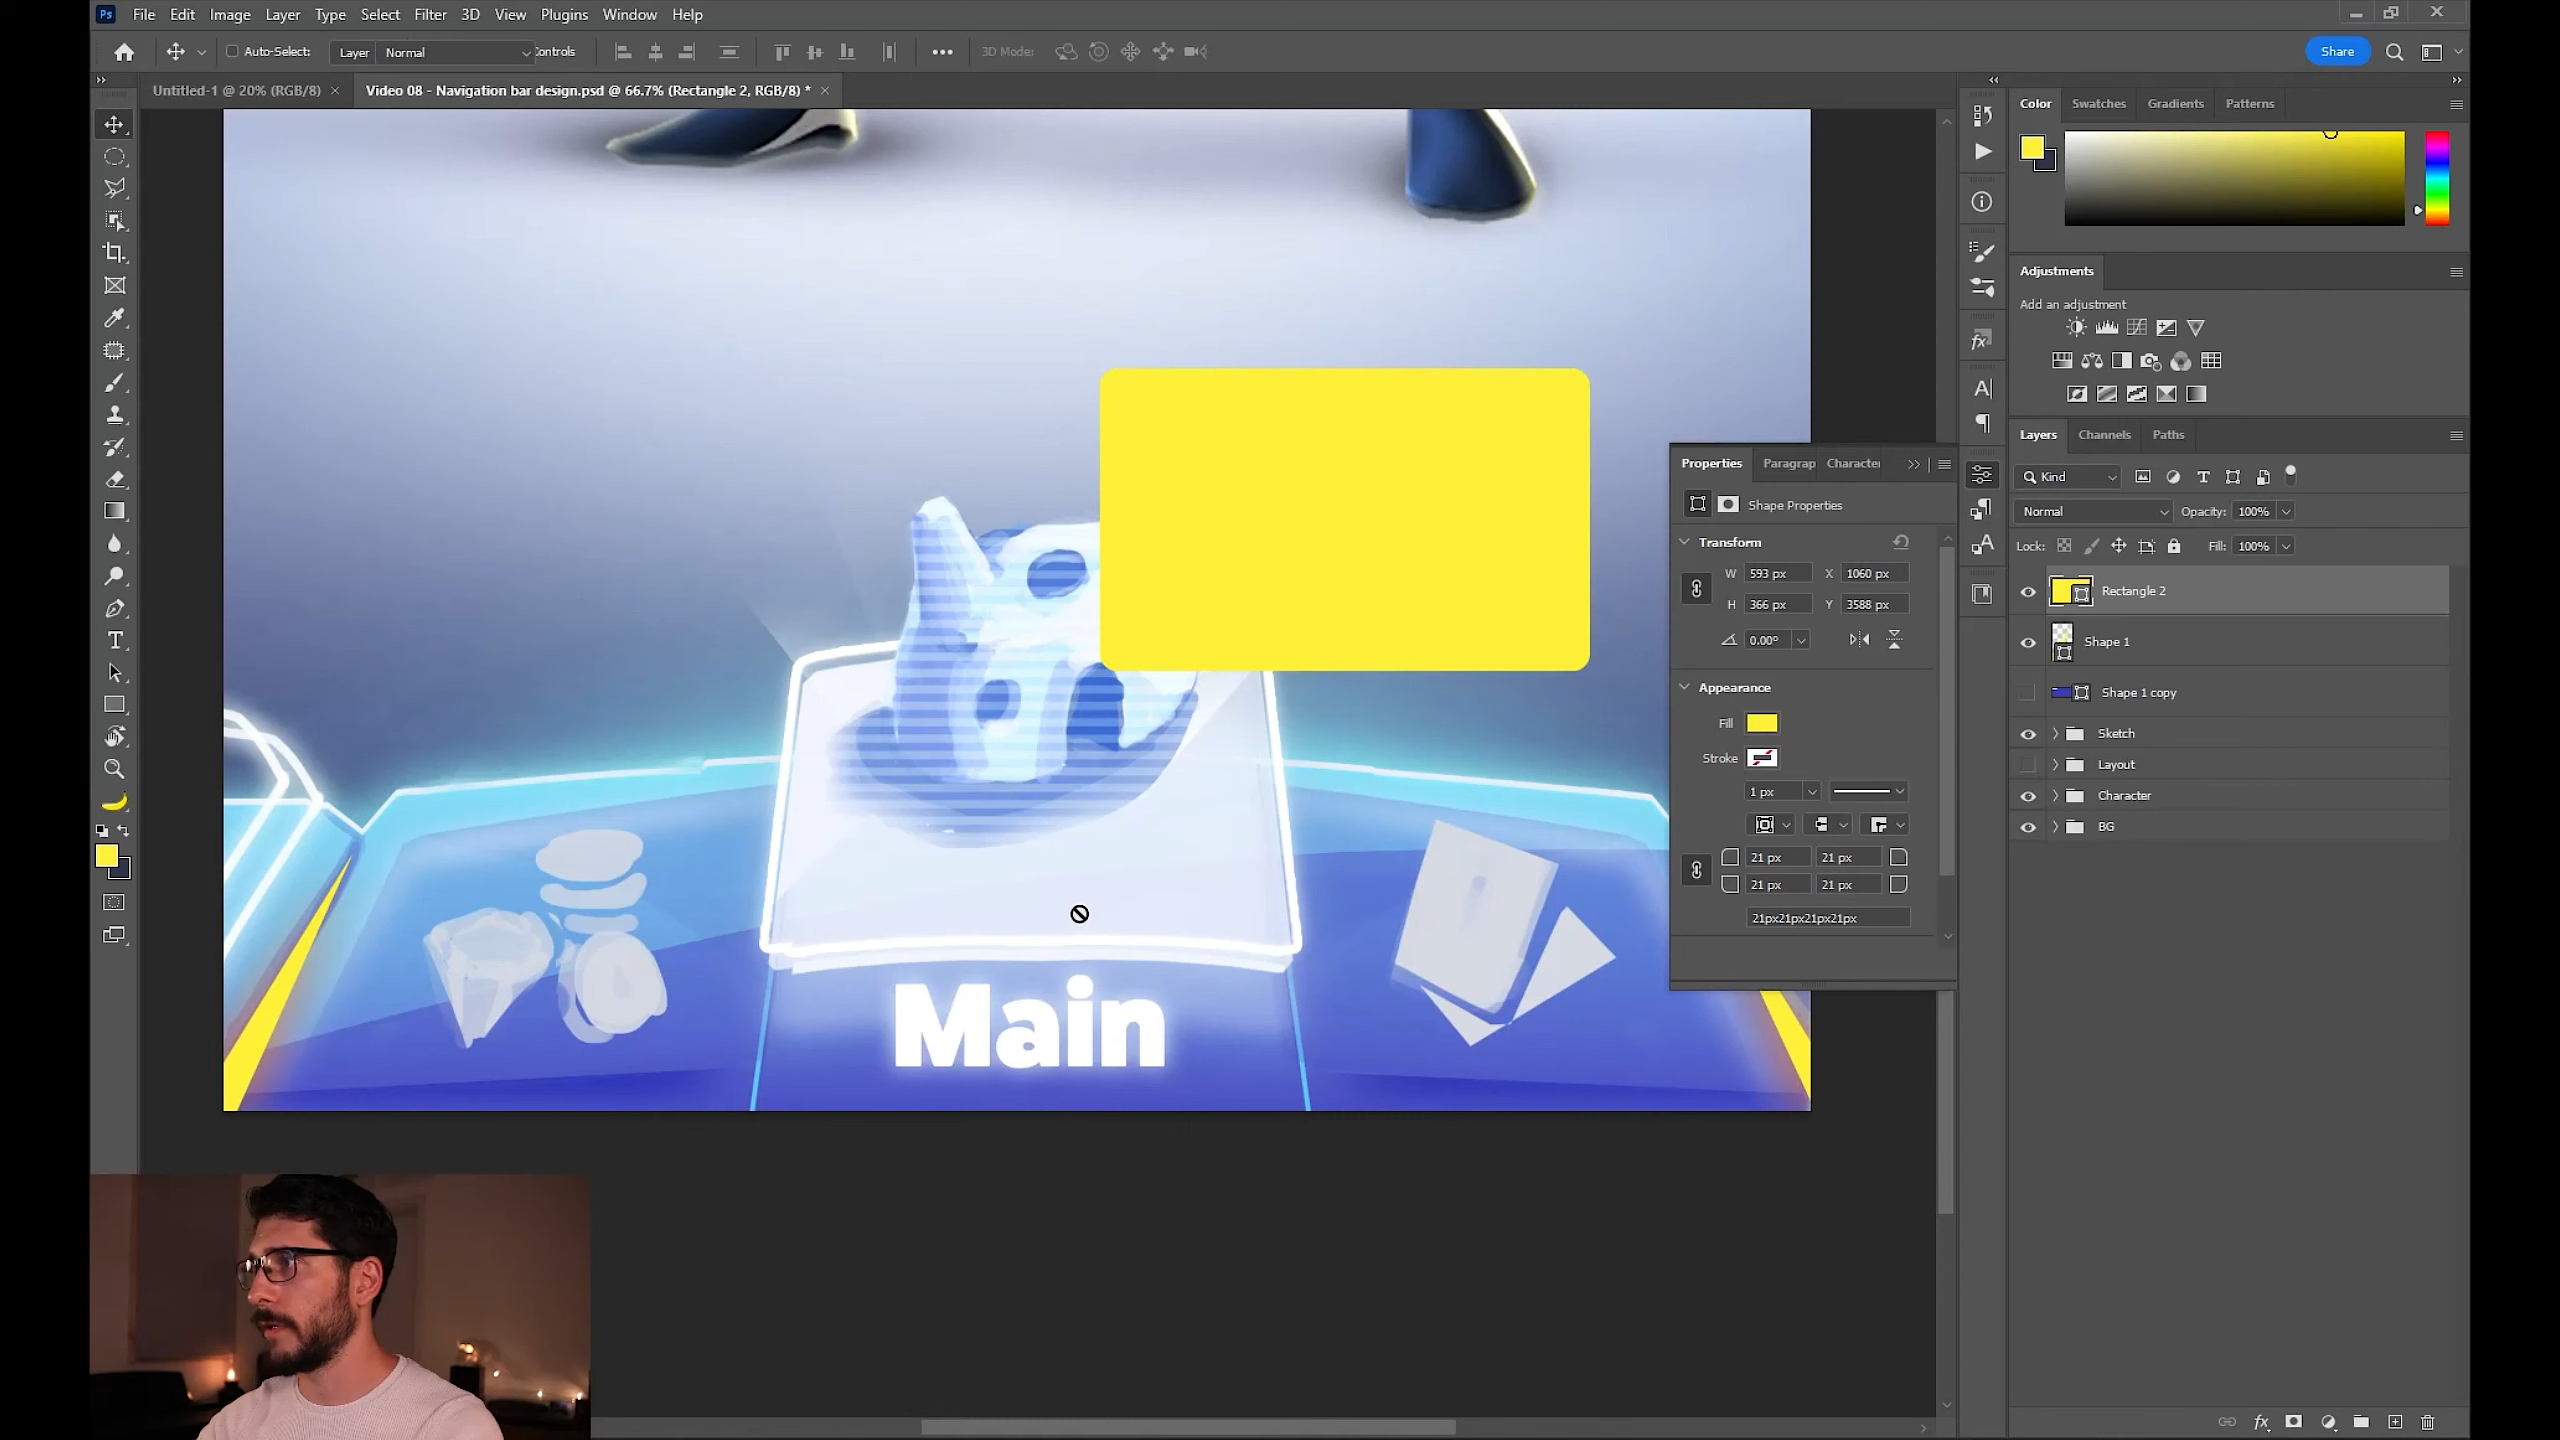 Ps File Edit Image Layer Type Select Filter 3D View Plugins Window Help
Auto-Select: Layer Normal Controls 3D Mode: Share
Untitled-1 @ 20% (RGB/8) × Video 08 - Navigation bar design.psd @ 66.7% (Rectangle 2, RGB/8) * ×
Color Swatches Gradients Patterns
Adjustments
Add an adjustment
Layers Channels Paths
Kind
Normal Opacity: 100%
Lock: Fill: 100%
Rectangle 2
Shape 1
Shape 1 copy
Sketch
Layout
Character
BG
Properties Paragrap Character
Shape Properties
Transform
W 593 px X 1060 px
H 366 px Y 3588 px
0.00°
Appearance
Fill
Stroke
1 px
21 px 21 px
21 px 21 px
21px21px21px21px
Main